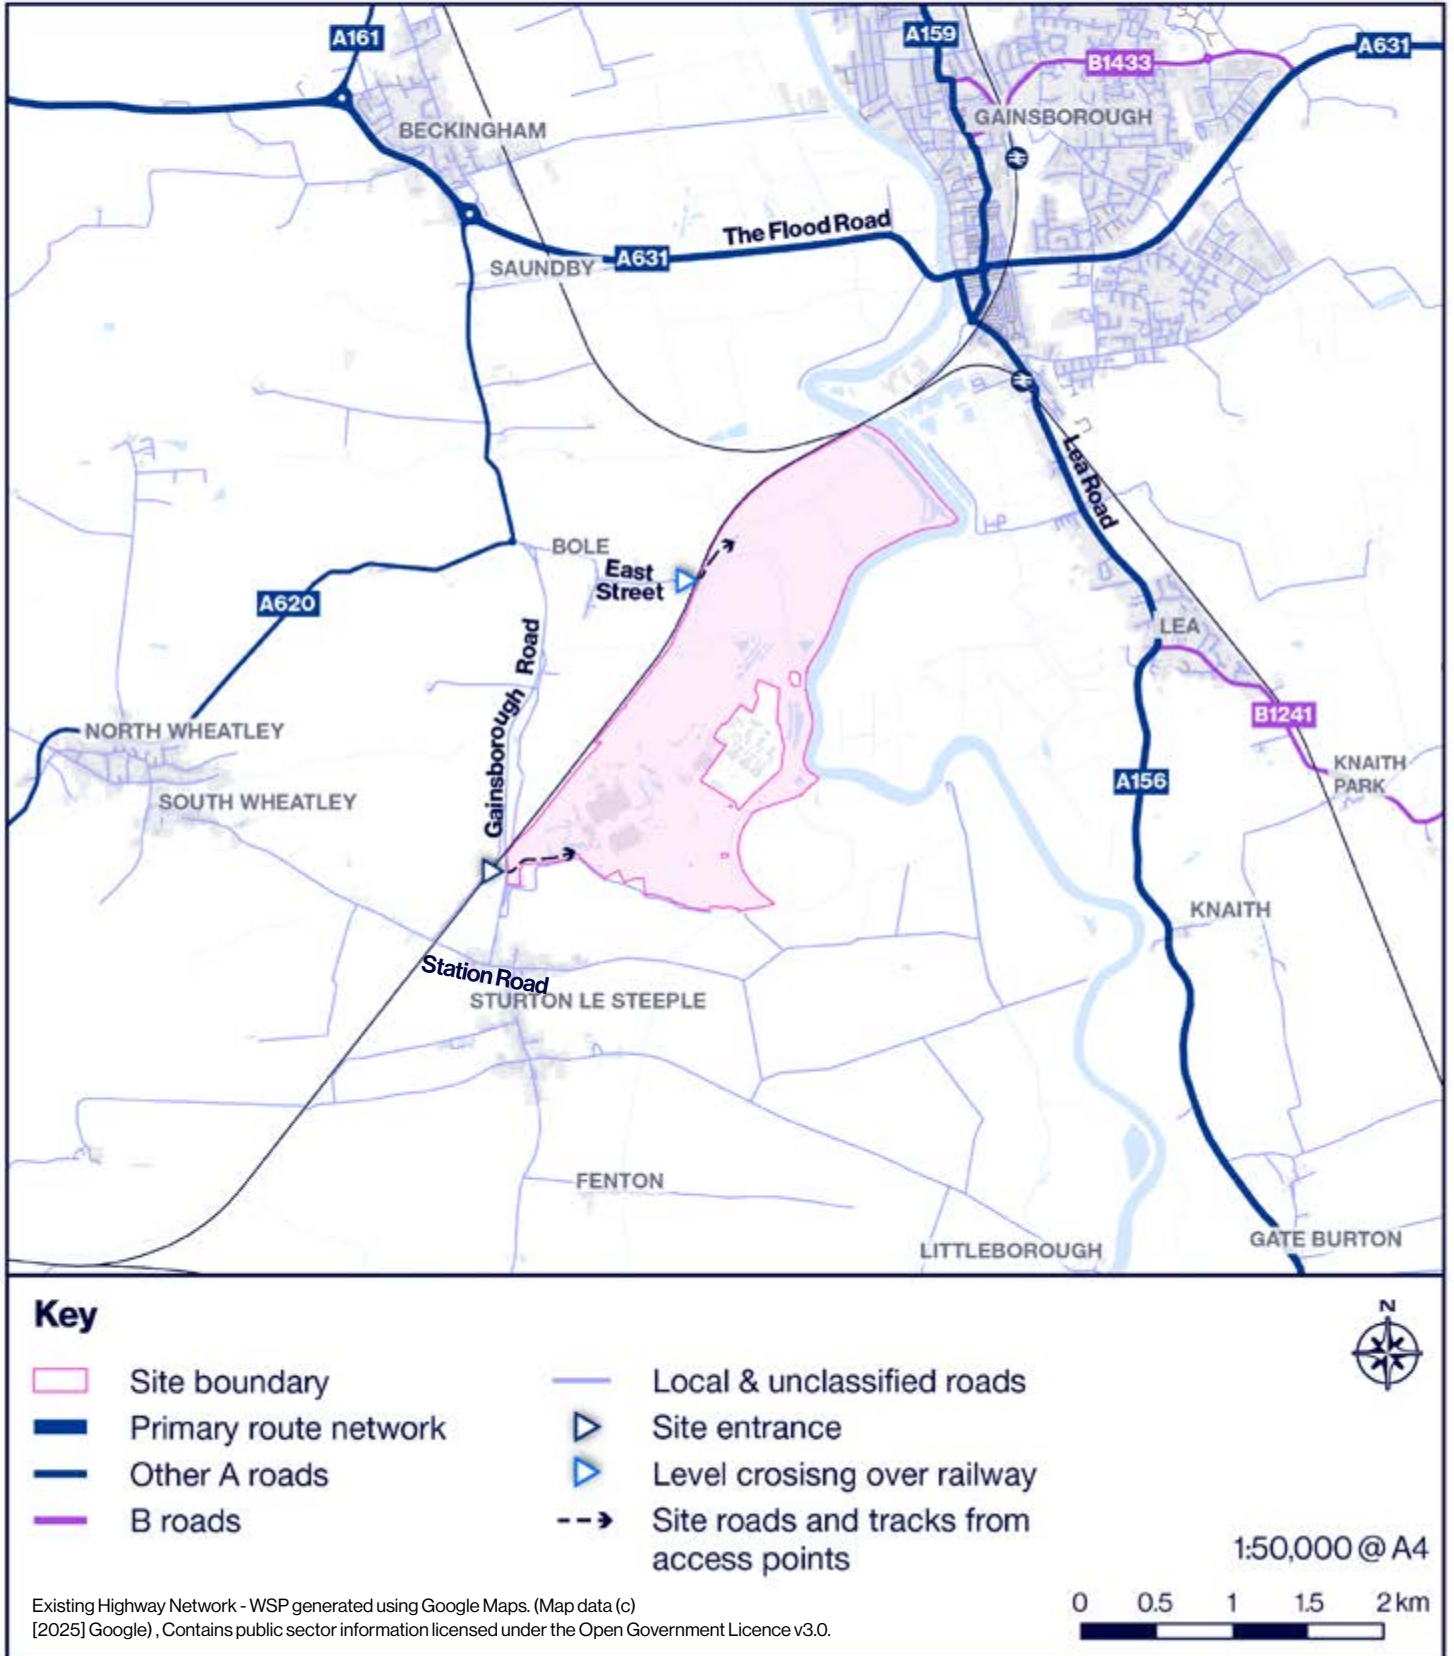 A161
A159
A631
B1433
GAINSBOROUGH
BECKINGHAM
The Flood Road
A631
SAUNDBY
Lea Road
BOLE
East
Street
A620
LEA
Gainsborough Road
B1241
NORTH WHEATLEY
KNAITH
PARK
A156
SOUTH WHEATLEY
KNAITH
Station Road
STURTON LE STEEPLE
FENTON
GATE BURTON
LITTLEBOROUGH
Key
N
Site boundary
Primary route network
Other A roads
B roads
Local & unclassified roads
Site entrance
Level crosisng over railway
Site roads and tracks from
access points
1:50,000 @ A4
0 0.5 1 1.5 2 km
Existing Highway Network - WSP generated using Google Maps. (Map data (c)
[2025] Google) , Contains public sector information licensed under the Open Government Licence v3.0.